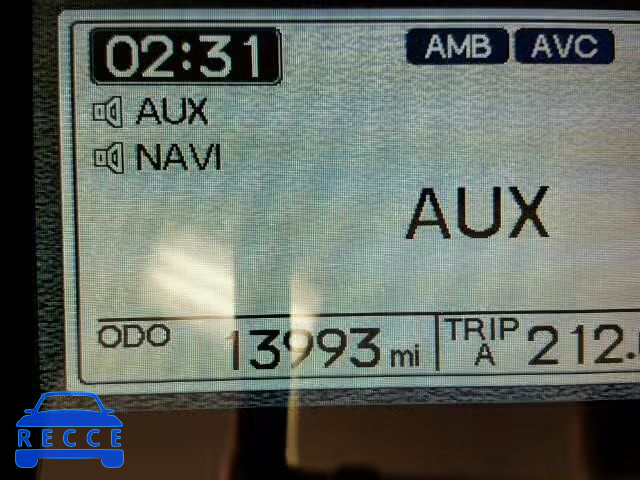 02:31 AMB AVC
AUX
NAVI
AUX
ODO 13993 mi TRIP A 212.
RECCE